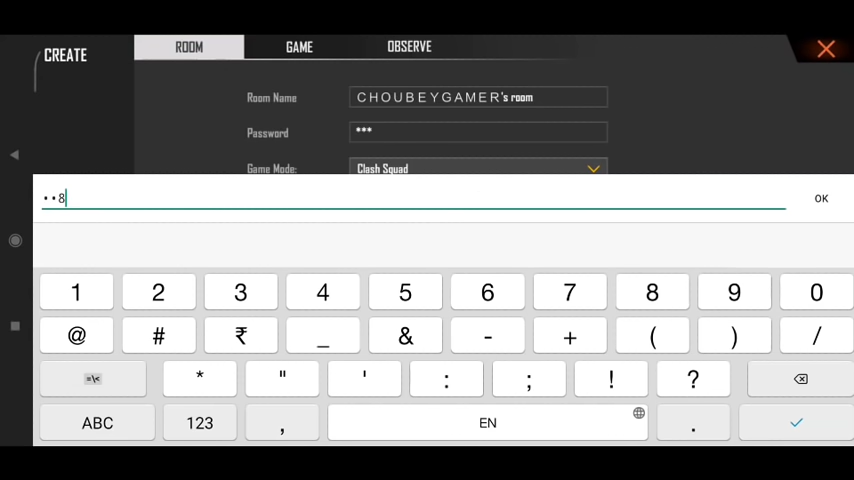 CREATE
ROOM GAME OBSERVE
Room Name CHOUBEYGAMER's room
Password ***
Game Mode: Clash Squad
··8 OK
1 2 3 4 5 6 7 8 9 0
@ # ₹ _ & - + ( ) /
=\< * " ' : ; ! ?
ABC 123 , EN .